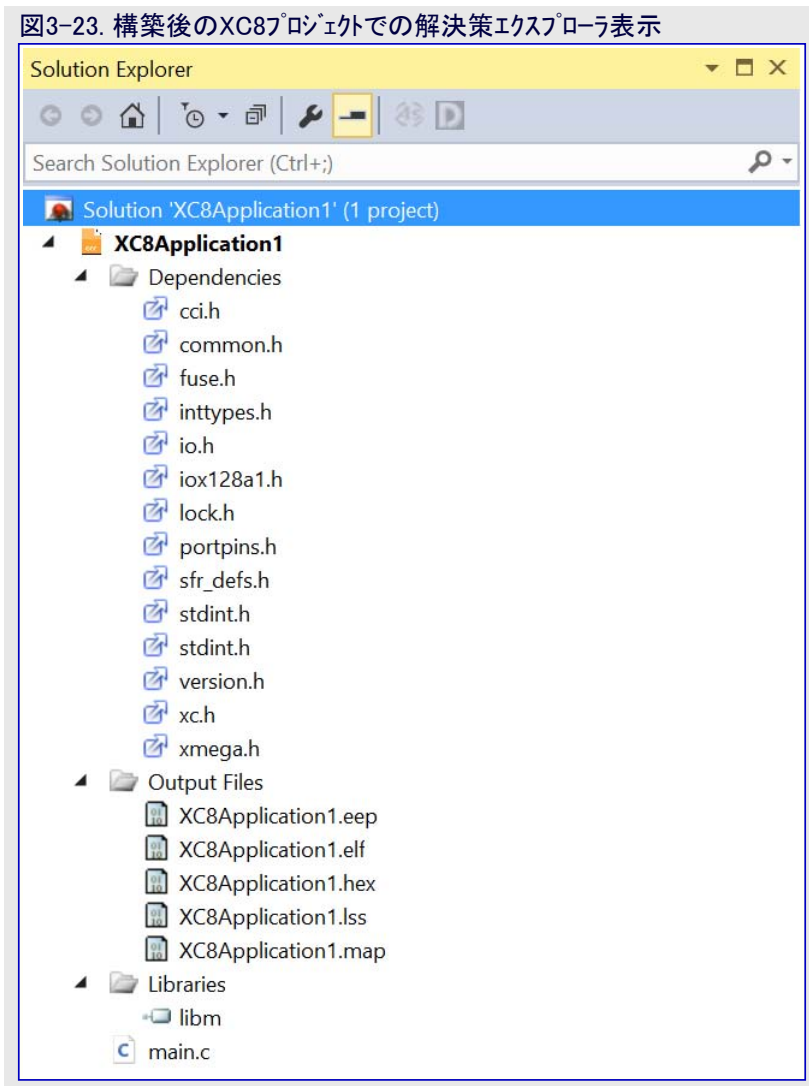 図3-23. 構築後のXC8ﾌﾟﾛｼﾞｪｸﾄでの解決策ｴｸｽﾌﾟﾛｰﾗ表示
Solution Explorer
Search Solution Explorer (Ctrl+;)
Solution 'XC8Application1' (1 project)
XC8Application1
Dependencies
cci.h
common.h
fuse.h
inttypes.h
io.h
iox128a1.h
lock.h
portpins.h
sfr_defs.h
stdint.h
stdint.h
version.h
xc.h
xmega.h
Output Files
XC8Application1.eep
XC8Application1.elf
XC8Application1.hex
XC8Application1.lss
XC8Application1.map
Libraries
libm
main.c